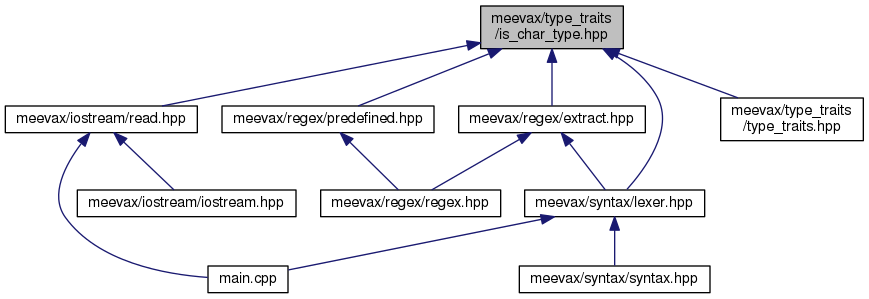 meevax/type_traits
/is_char_type.hpp
meevax/iostream/read.hpp
meevax/regex/predefined.hpp
meevax/regex/extract.hpp
meevax/type_traits
/type_traits.hpp
meevax/iostream/iostream.hpp
meevax/regex/regex.hpp
meevax/syntax/lexer.hpp
main.cpp
meevax/syntax/syntax.hpp